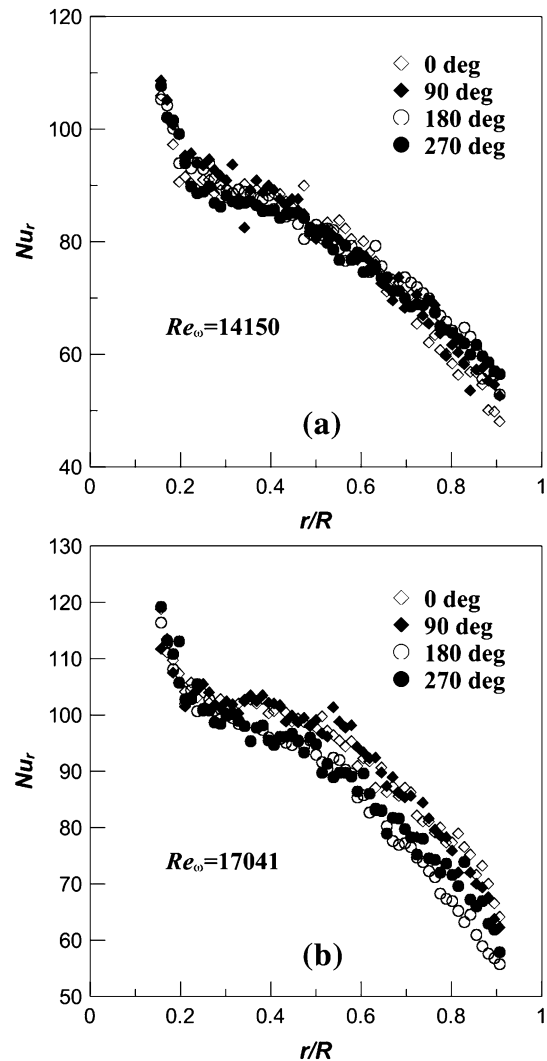 (a)
120
100
80
60
40
Nuᵣ
0 deg
90 deg
180 deg
270 deg
Reω=14150
(a)
0 0.2 0.4 0.6 0.8 1
r/R
(b)
130
120
110
100
90
80
70
60
50
Nuᵣ
0 deg
90 deg
180 deg
270 deg
Reω=17041
(b)
0 0.2 0.4 0.6 0.8 1
r/R